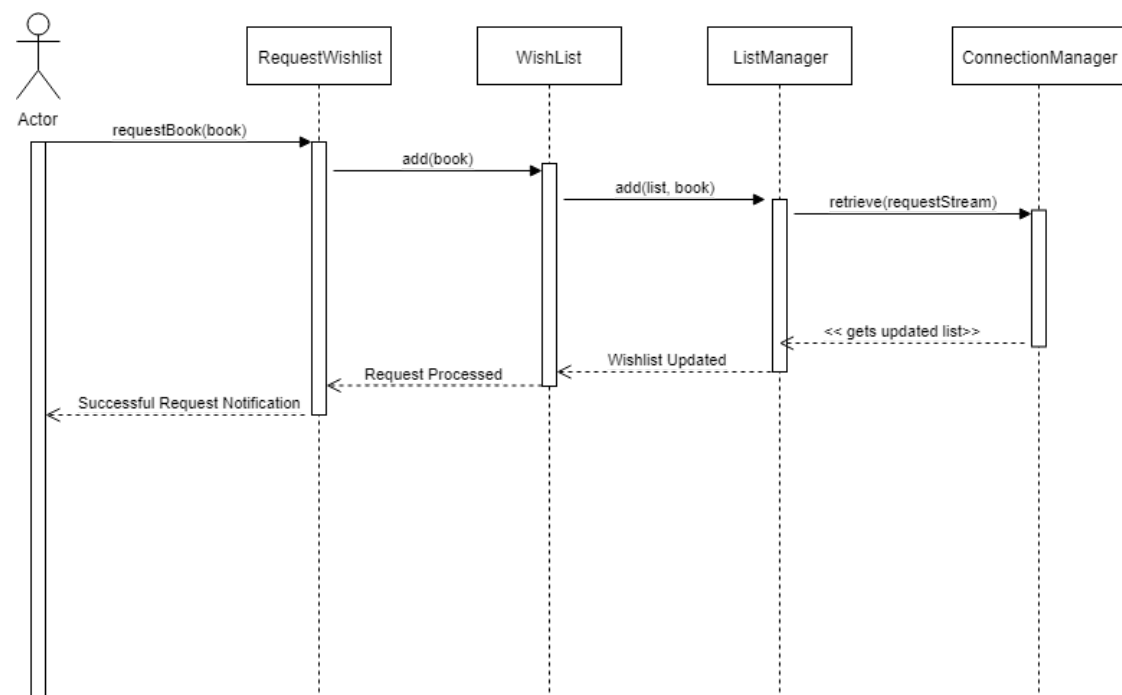 RequestWishlist
WishList
ListManager
ConnectionManager
Actor
requestBook(book)
add(book)
add(list, book)
retrieve(requestStream)
<< gets updated list>>
Wishlist Updated
Request Processed
Successful Request Notification